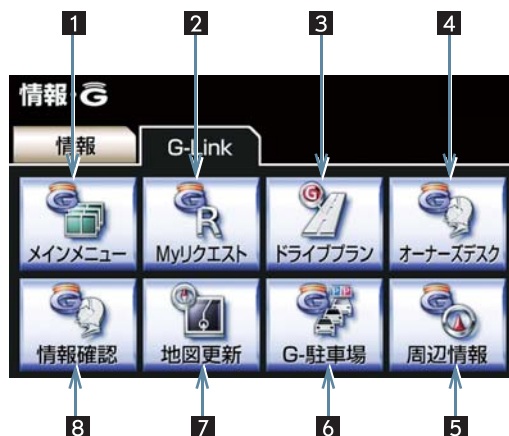 1 2 3 4
情報・G
情報 G-Link
メインメニュー Myリクエスト ドライブプラン オーナーズデスク
情報確認 地図更新 G-駐車場 周辺情報
8 7 6 5